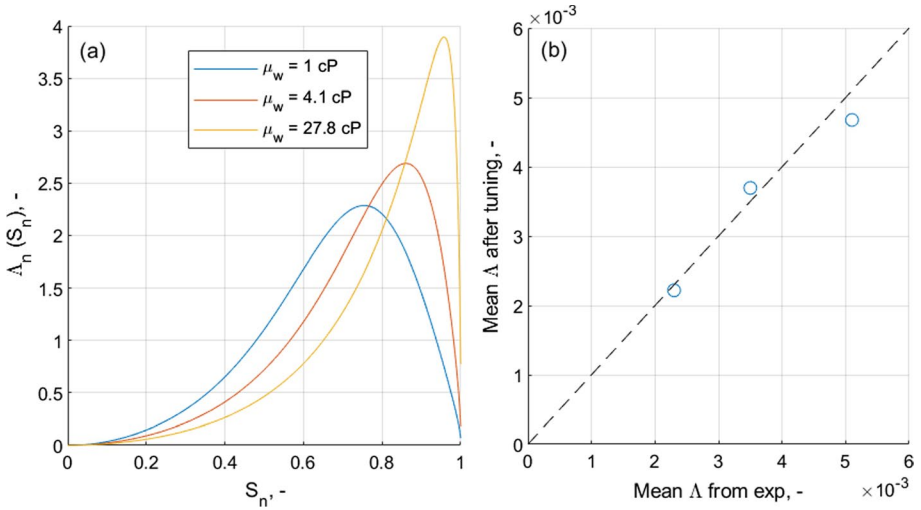 (a)
μw = 1 cP
μw = 4.1 cP
μw = 27.8 cP
4
3.5
3
2.5
2
1.5
1
0.5
0
0 0.2 0.4 0.6 0.8 1
Λn (Sn), -
Sn, -
×10-3
(b)
6
5
4
3
2
1
0
0 1 2 3 4 5 6
Mean Λ after tuning, -
Mean Λ from exp, -
×10-3